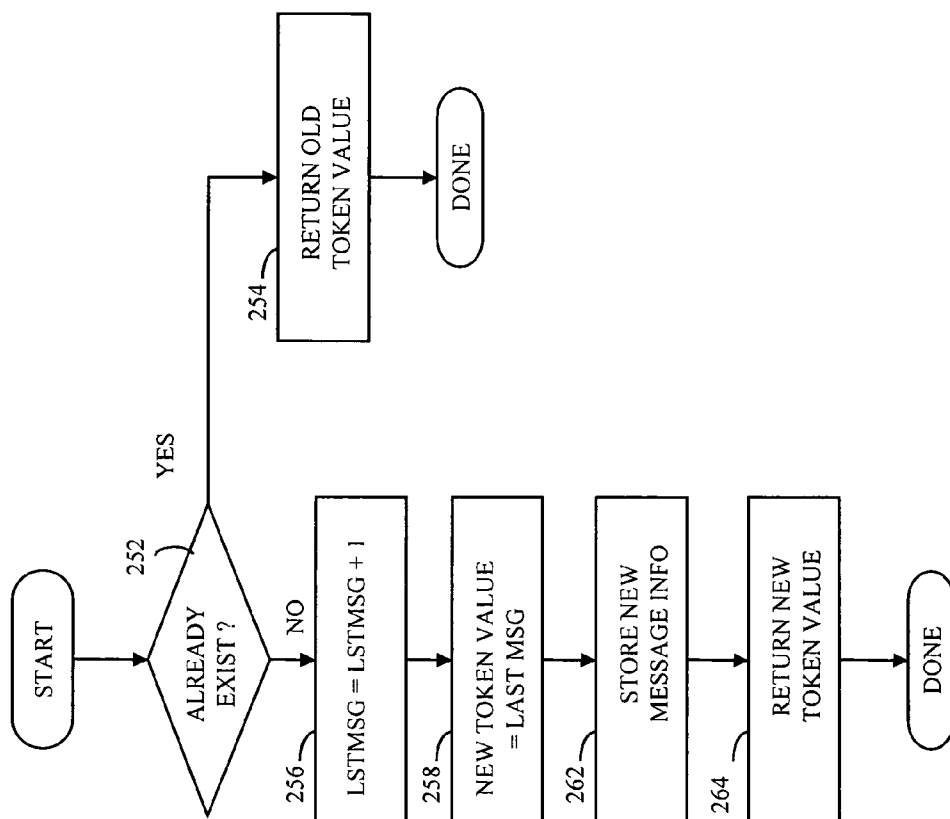 START
252
ALREADY
EXIST ?
YES
NO
254
RETURN OLD
TOKEN VALUE
DONE
256
LSTMSG = LSTMSG + 1
258
NEW TOKEN VALUE
= LAST MSG
262
STORE NEW
MESSAGE INFO
264
RETURN NEW
TOKEN VALUE
DONE